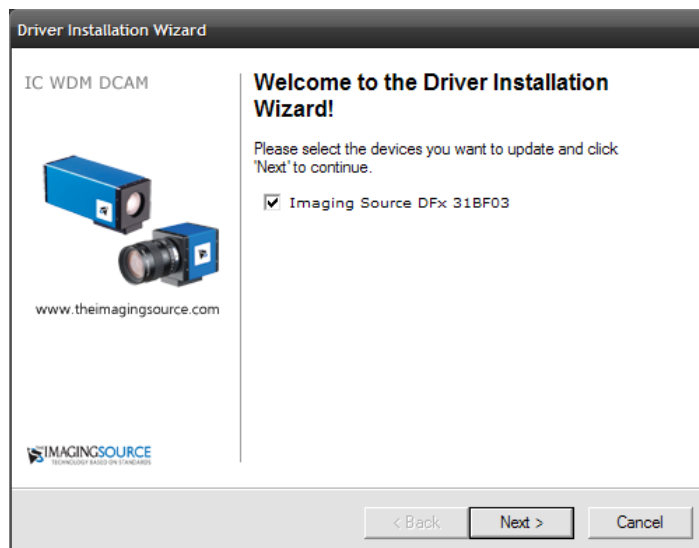 Driver Installation Wizard
IC WDM DCAM
www.theimagingsource.com
THE IMAGINGSOURCE
TECHNOLOGY BASED ON STANDARDS
Welcome to the Driver Installation
Wizard!
Please select the devices you want to update and click
'Next' to continue.
Imaging Source DFx 31BF03
< Back
Next >
Cancel